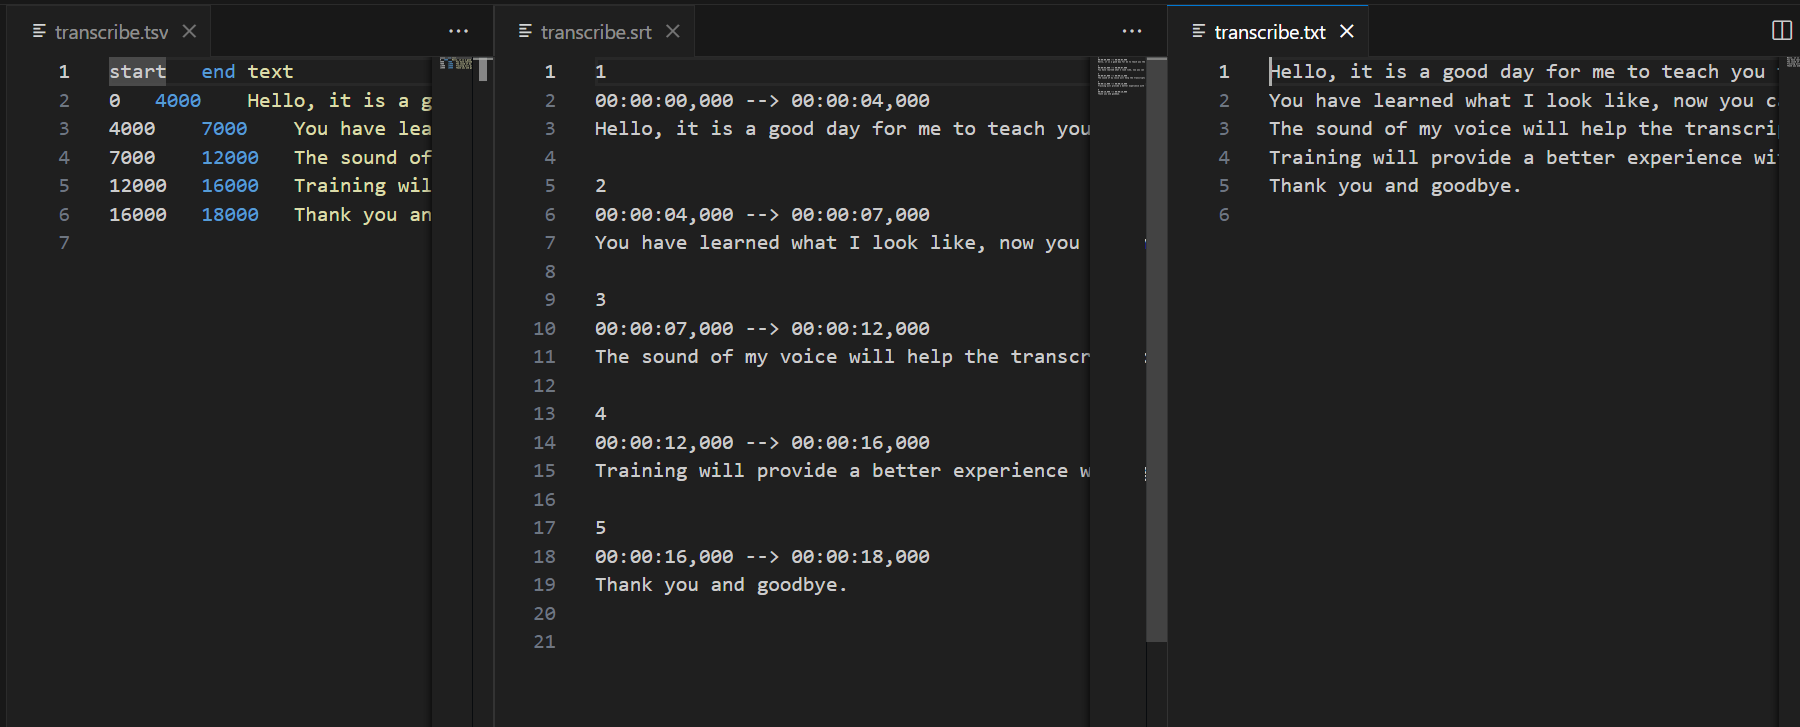 transcribe.tsv
1 start end text
2 0 4000 Hello, it is a g
3 4000 7000 You have lea
4 7000 12000 The sound of
5 12000 16000 Training wil
6 16000 18000 Thank you an
7
transcribe.srt
1 1
2 00:00:00,000 --> 00:00:04,000
3 Hello, it is a good day for me to teach you
4
5 2
6 00:00:04,000 --> 00:00:07,000
7 You have learned what I look like, now you
8
9 3
10 00:00:07,000 --> 00:00:12,000
11 The sound of my voice will help the transcr
12
13 4
14 00:00:12,000 --> 00:00:16,000
15 Training will provide a better experience w
16
17 5
18 00:00:16,000 --> 00:00:18,000
19 Thank you and goodbye.
20
21
transcribe.txt
1 Hello, it is a good day for me to teach you
2 You have learned what I look like, now you c
3 The sound of my voice will help the transcri
4 Training will provide a better experience wi
5 Thank you and goodbye.
6